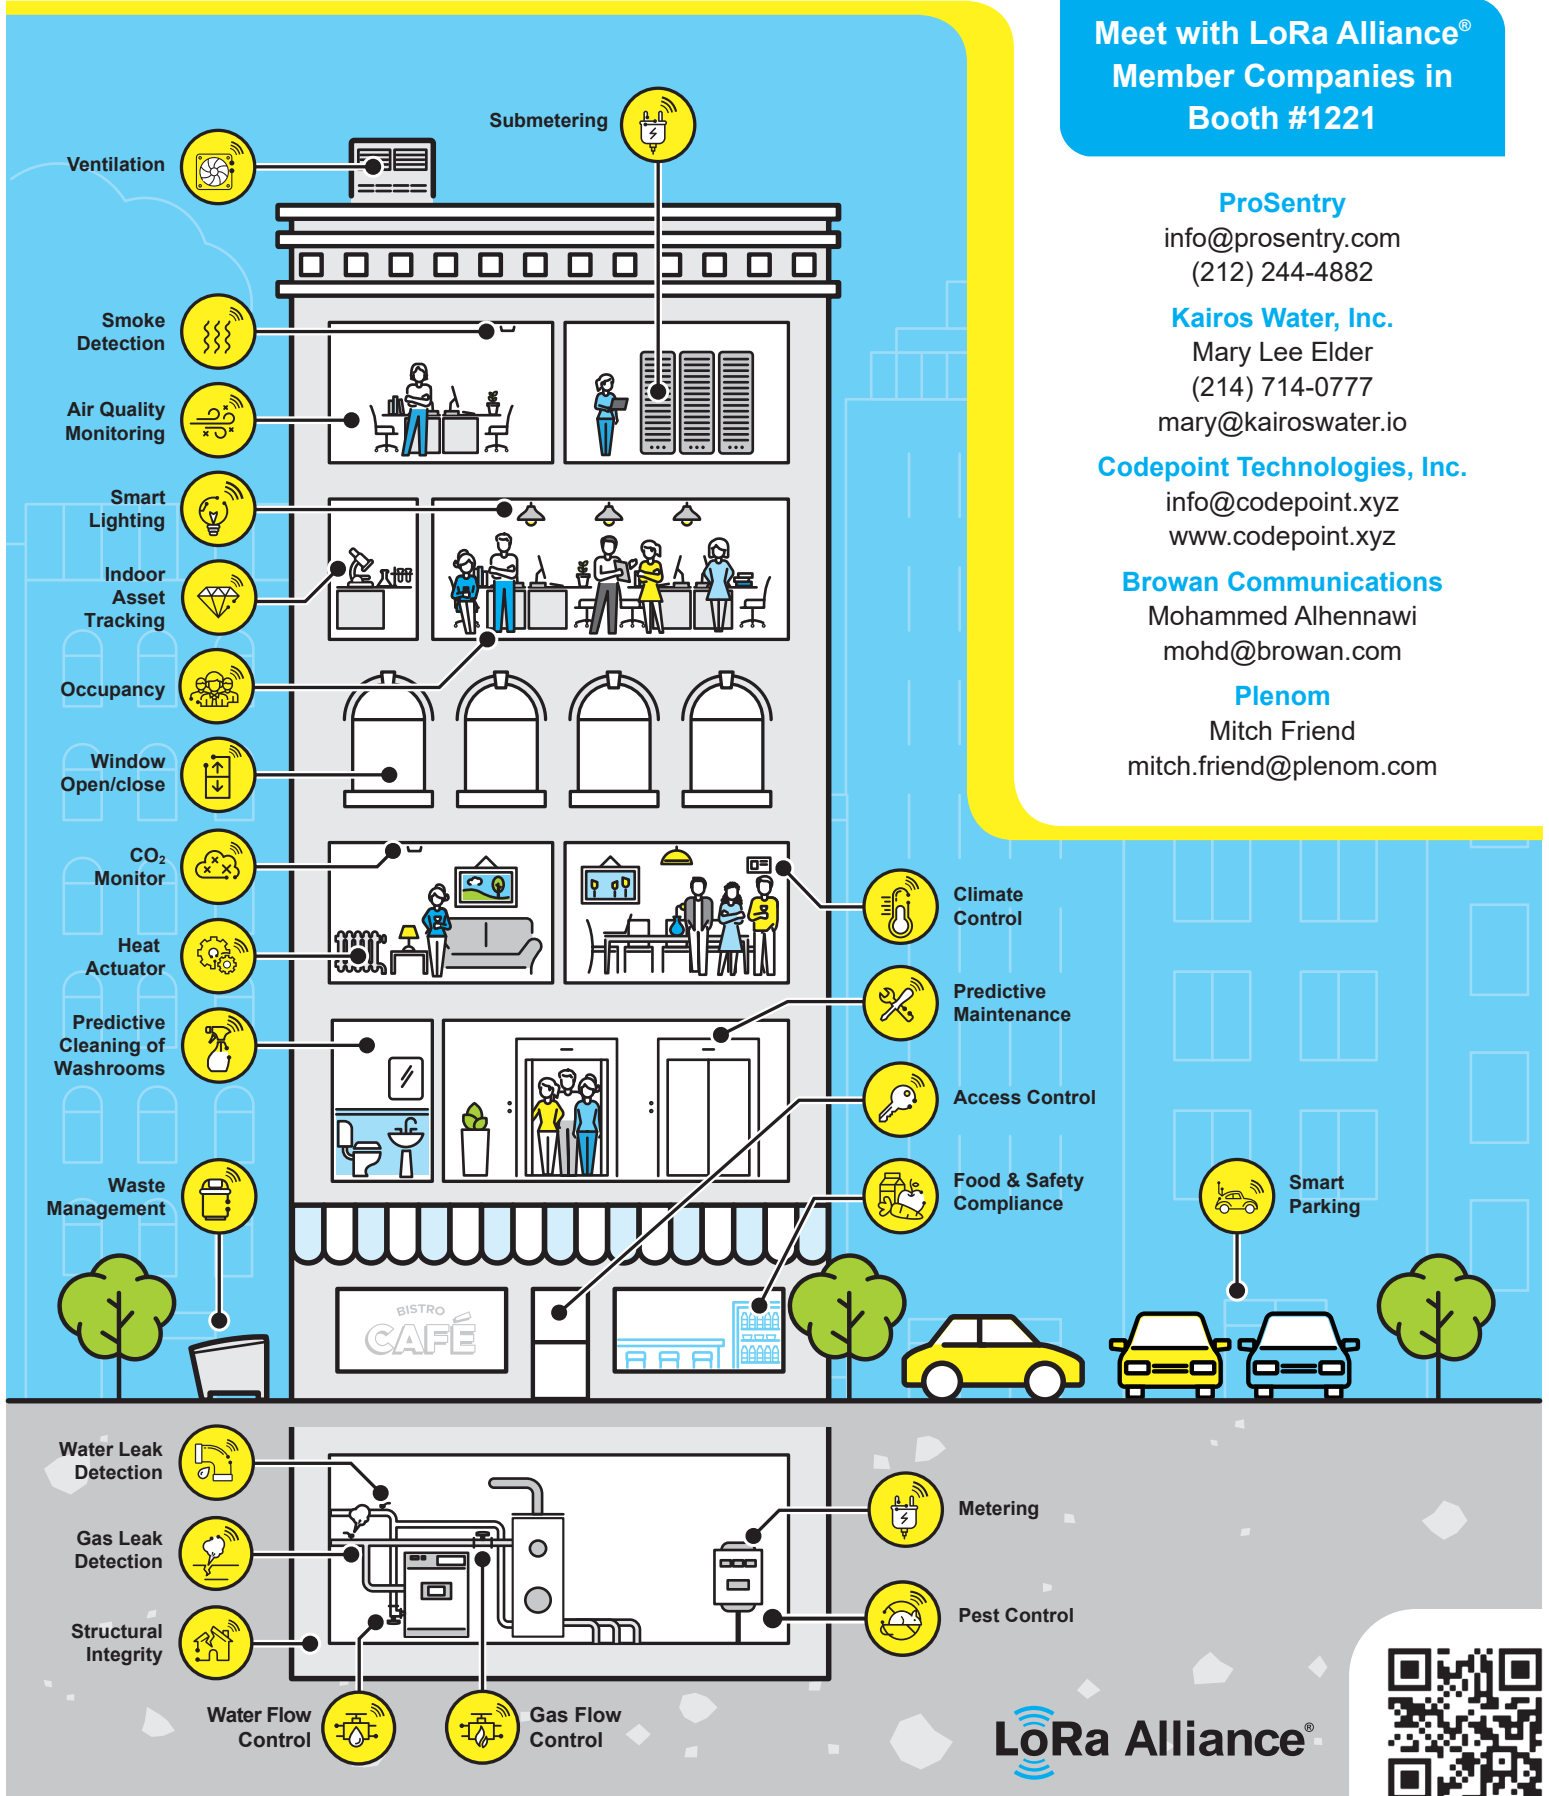 Meet with LoRa Alliance®
Member Companies in
Booth #1221
ProSentry
info@prosentry.com
(212) 244-4882
Kairos Water, Inc.
Mary Lee Elder
(214) 714-0777
mary@kairoswater.io
Codepoint Technologies, Inc.
info@codepoint.xyz
www.codepoint.xyz
Browan Communications
Mohammed Alhennawi
mohd@browan.com
Plenom
Mitch Friend
mitch.friend@plenom.com
Submetering
Ventilation
Smoke
Detection
Air Quality
Monitoring
Smart
Lighting
Indoor
Asset
Tracking
Occupancy
Window
Open/close
CO₂
Monitor
Heat
Actuator
Predictive
Cleaning of
Washrooms
Waste
Management
Climate
Control
Predictive
Maintenance
Access Control
Food & Safety
Compliance
Smart
Parking
BISTRO
CAFÉ
Water Leak
Detection
Gas Leak
Detection
Structural
Integrity
Water Flow
Control
Gas Flow
Control
Metering
Pest Control
LoRa Alliance®